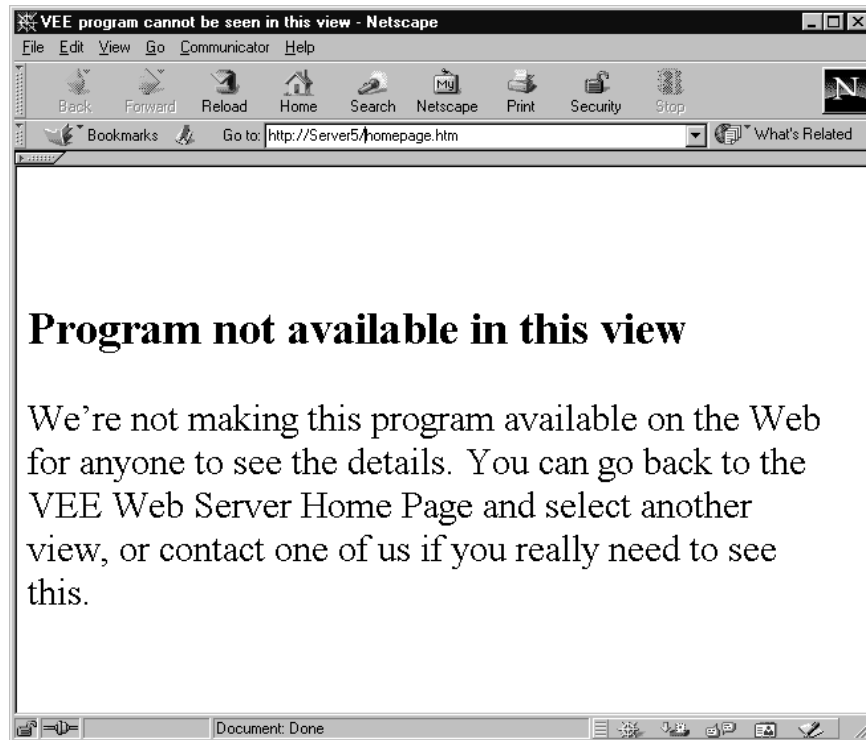 VEE program cannot be seen in this view - Netscape
File Edit View Go Communicator Help
My
N
Back Forward Reload Home Search Netscape Print Security Stop
Bookmarks Go to: http://Server5/homepage.htm What's Related
Program not available in this view
We're not making this program available on the Web
for anyone to see the details. You can go back to the
VEE Web Server Home Page and select another
view, or contact one of us if you really need to see
this.
Document: Done